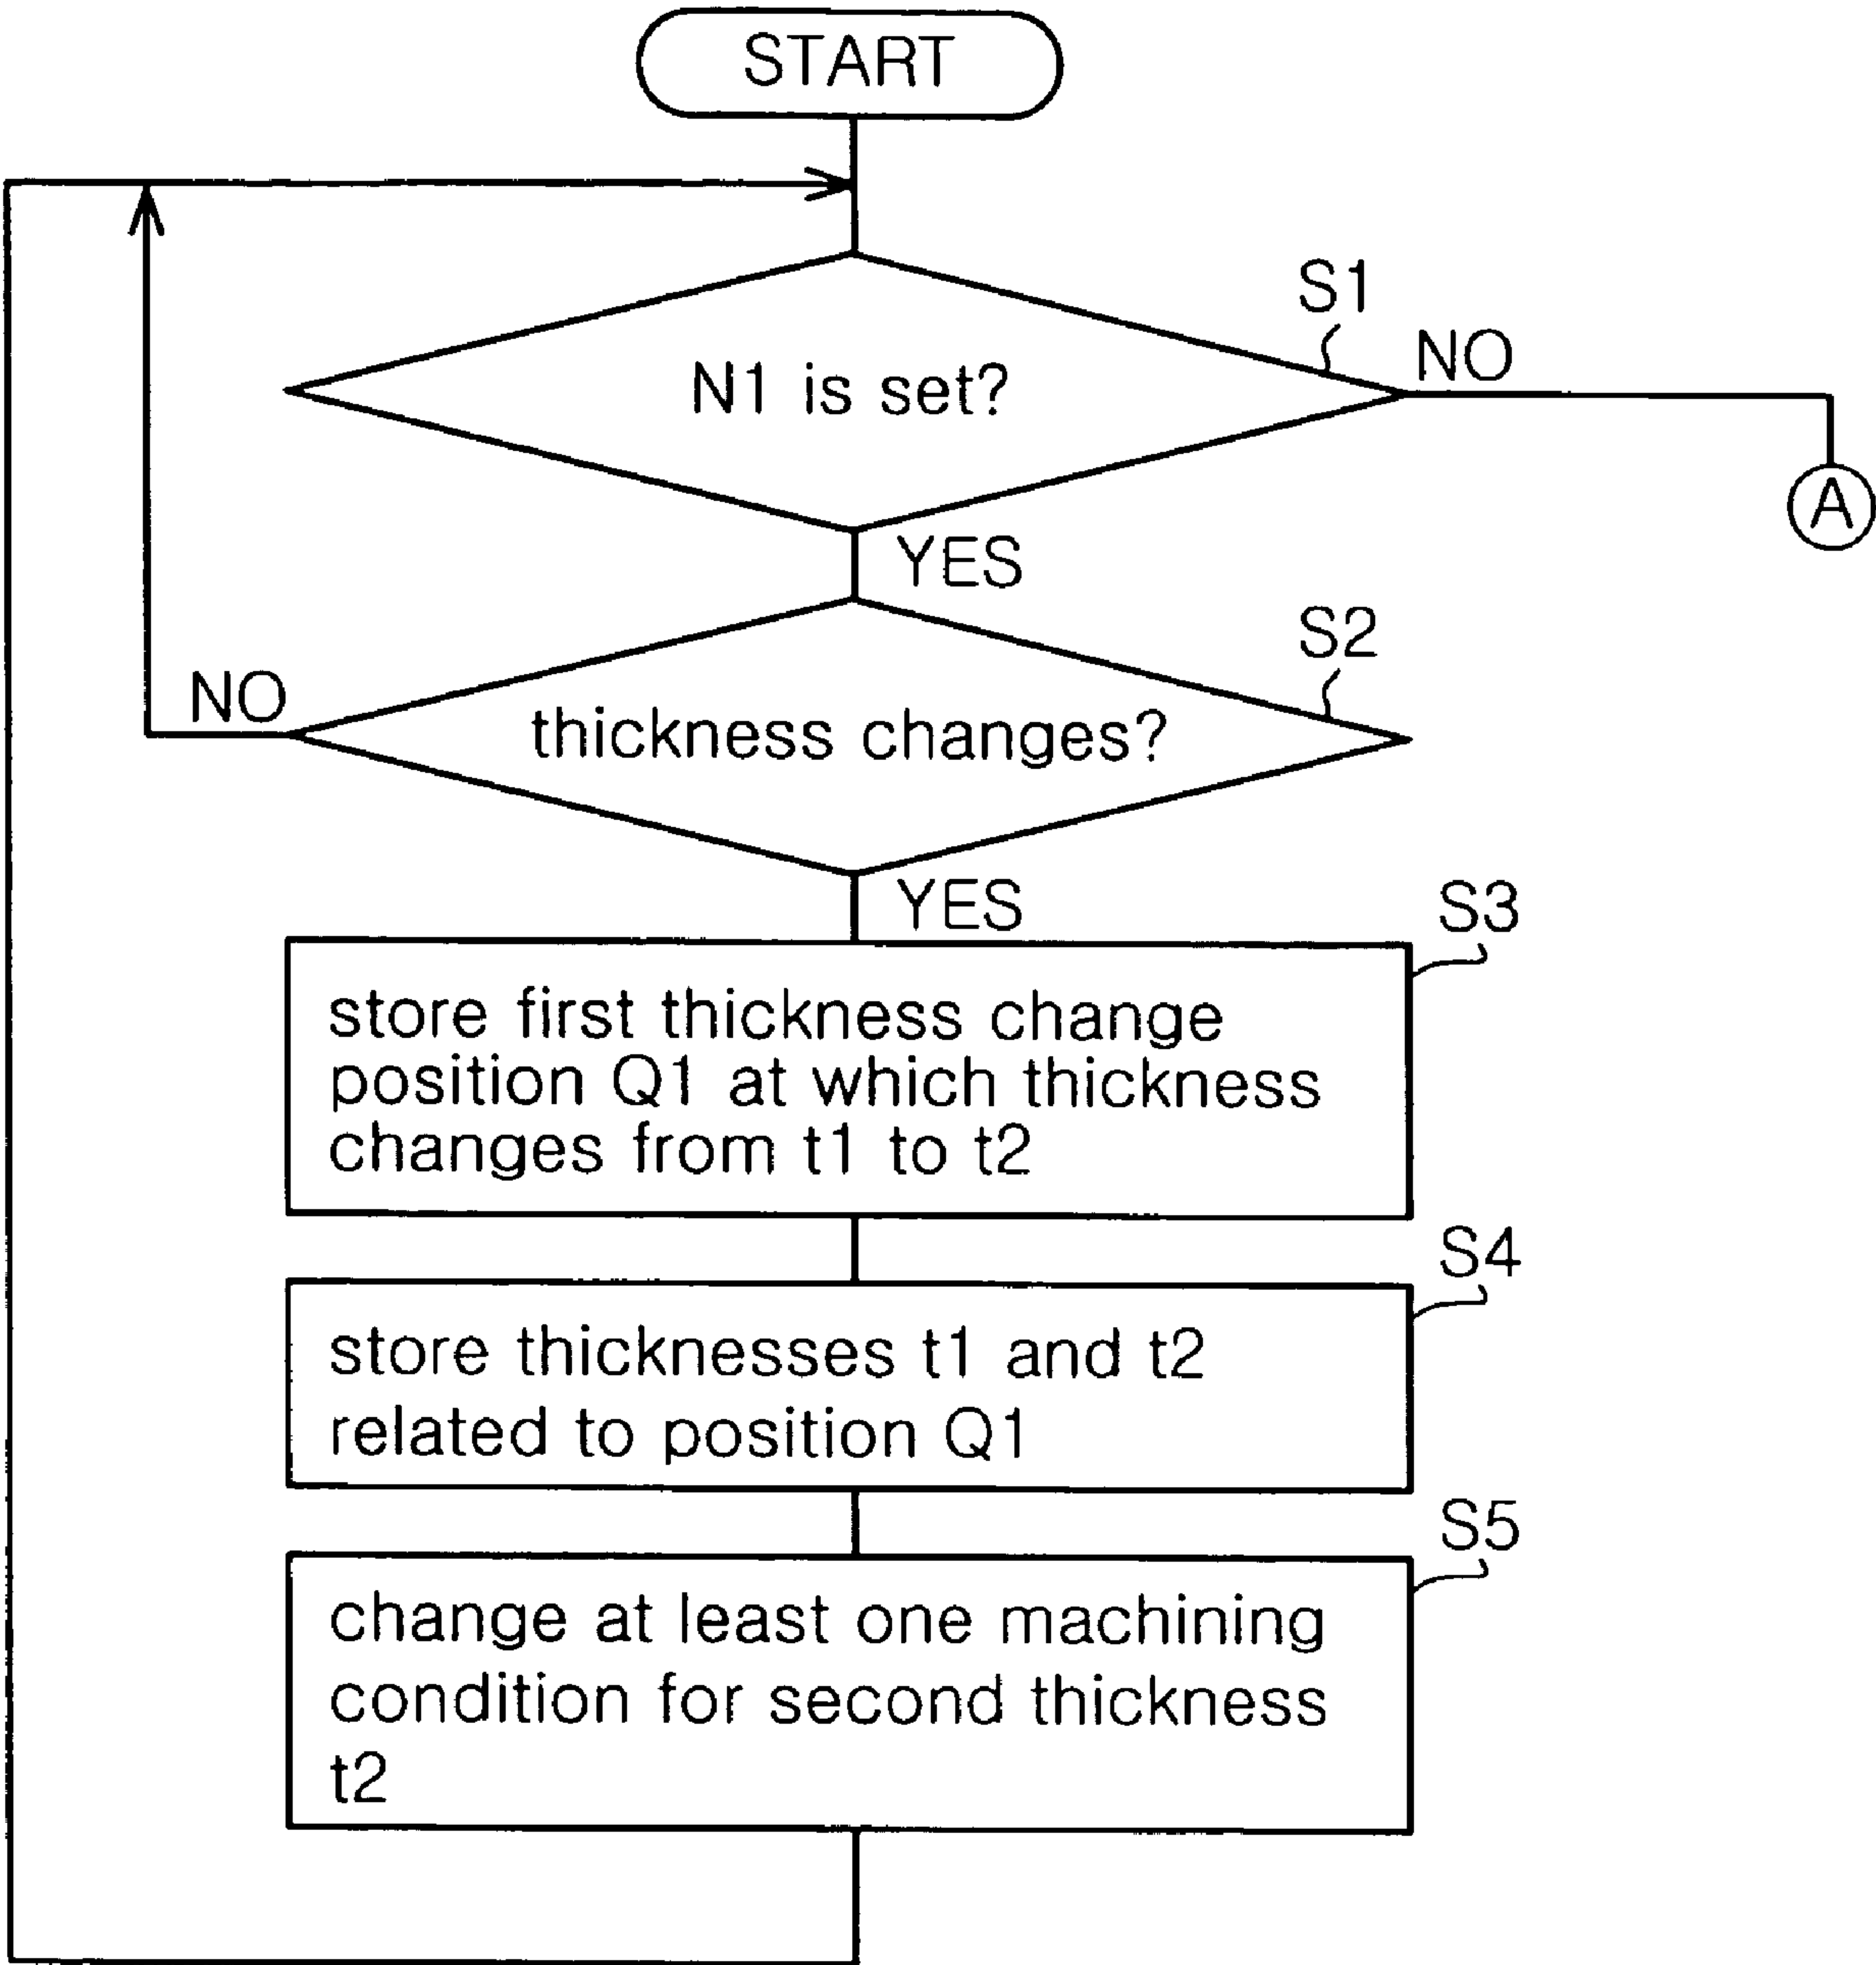 START
S1
NO
N1 is set?
A
YES
S2
NO
thickness changes?
YES
S3
store first thickness change
position Q1 at which thickness
changes from t1 to t2
S4
store thicknesses t1 and t2
related to position Q1
S5
change at least one machining
condition for second thickness
t2